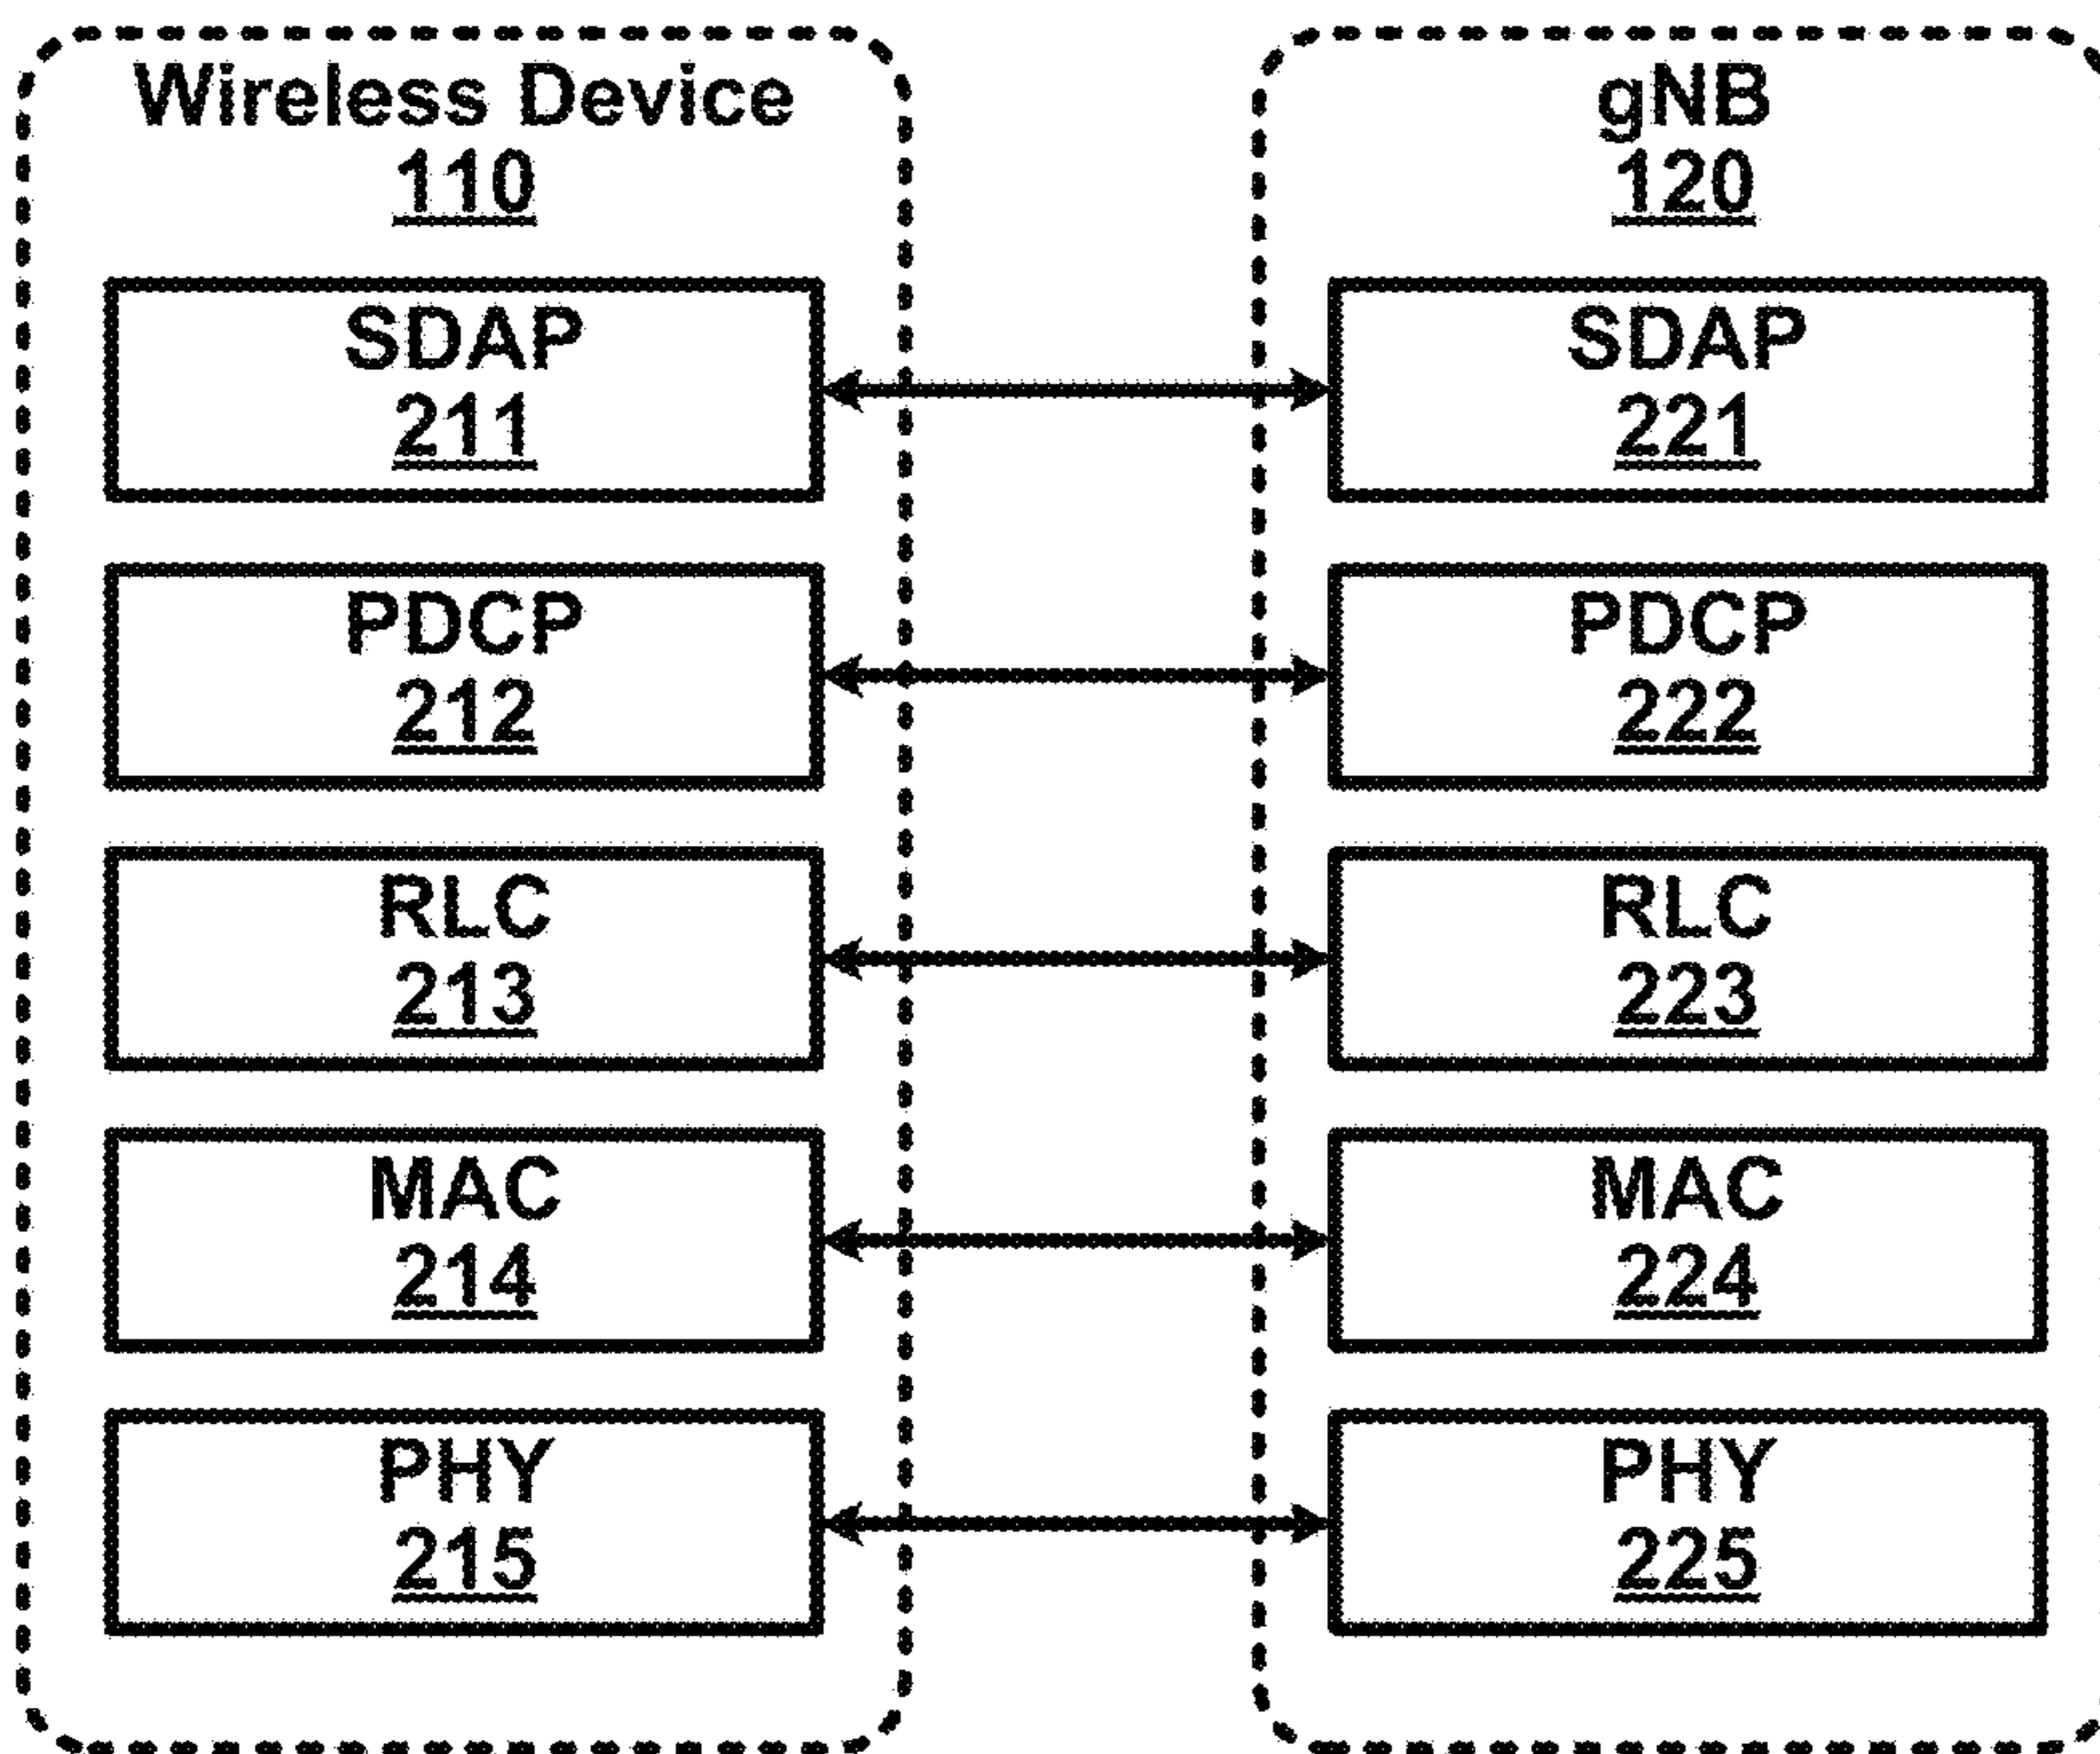 Wireless Device
110
SDAP
211
PDCP
212
RLC
213
MAC
214
PHY
215
gNB
120
SDAP
221
PDCP
222
RLC
223
MAC
224
PHY
225